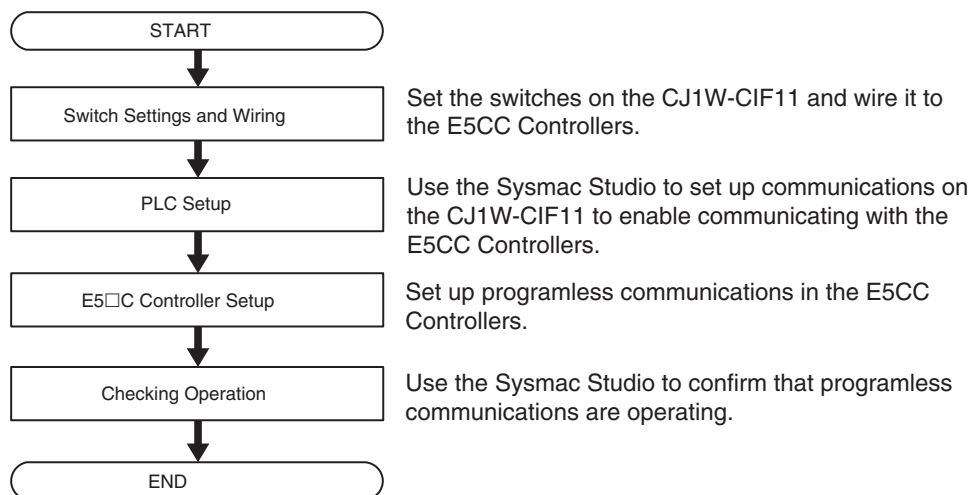 START
Switch Settings and Wiring
Set the switches on the CJ1W-CIF11 and wire it to
the E5CC Controllers.
PLC Setup
Use the Sysmac Studio to set up communications on
the CJ1W-CIF11 to enable communicating with the
E5CC Controllers.
E5□C Controller Setup
Set up programless communications in the E5CC
Controllers.
Checking Operation
Use the Sysmac Studio to confirm that programless
communications are operating.
END